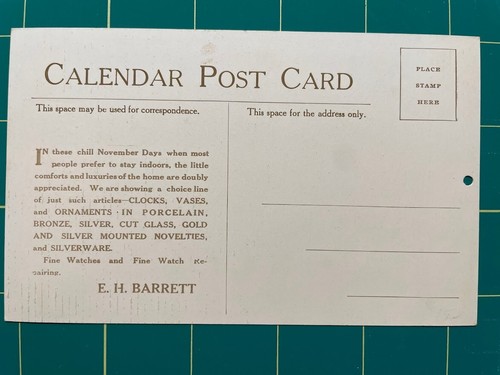 CALENDAR POST CARD
PLACE
STAMP
HERE
This space may be used for correspondence.
This space for the address only.
IN these chill November Days when most
people prefer to stay indoors, the little
comforts and luxuries of the home are doubly
appreciated. We are showing a choice line
of just such articles—CLOCKS, VASES,
and ORNAMENTS IN PORCELAIN,
BRONZE, SILVER, CUT GLASS, GOLD
AND SILVER MOUNTED NOVELTIES,
and SILVERWARE.
Fine Watches and Fine Watch Re-
pairing.
E. H. BARRETT